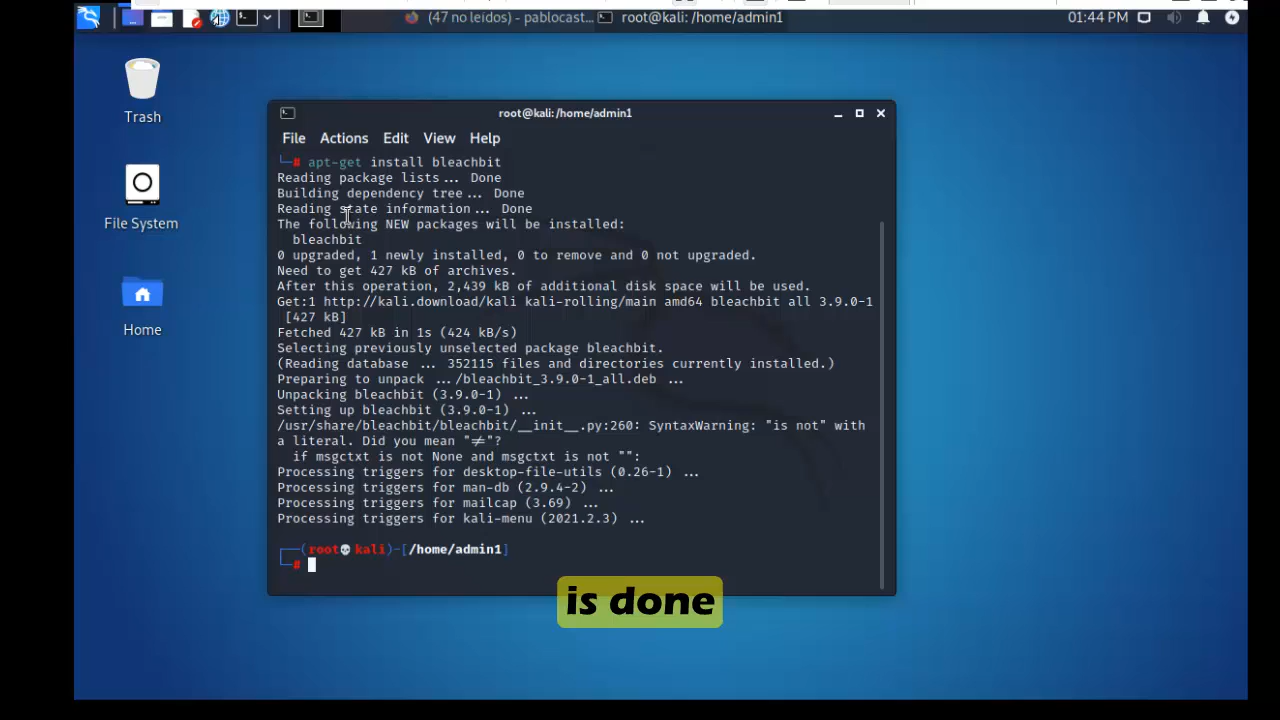 (47 no leídos) - pablocast...
root@kali: /home/admin1
01:44 PM
Trash
File System
Home
root@kali:/home/admin1
File Actions Edit View Help
└─# apt-get install bleachbit
Reading package lists... Done
Building dependency tree... Done
Reading state information... Done
The following NEW packages will be installed:
bleachbit
0 upgraded, 1 newly installed, 0 to remove and 0 not upgraded.
Need to get 427 kB of archives.
After this operation, 2,439 kB of additional disk space will be used.
Get:1 http://kali.download/kali kali-rolling/main amd64 bleachbit all 3.9.0-1
[427 kB]
Fetched 427 kB in 1s (424 kB/s)
Selecting previously unselected package bleachbit.
(Reading database ... 352115 files and directories currently installed.)
Preparing to unpack .../bleachbit_3.9.0-1_all.deb ...
Unpacking bleachbit (3.9.0-1) ...
Setting up bleachbit (3.9.0-1) ...
/usr/share/bleachbit/bleachbit/__init__.py:260: SyntaxWarning: "is not" with
a literal. Did you mean "≠"?
if msgctxt is not None and msgctxt is not "":
Processing triggers for desktop-file-utils (0.26-1) ...
Processing triggers for man-db (2.9.4-2) ...
Processing triggers for mailcap (3.69) ...
Processing triggers for kali-menu (2021.2.3) ...
┌──(root💀kali)-[/home/admin1]
└─#
is done